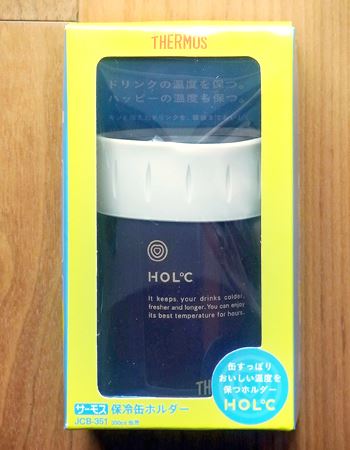 THERMUS
ドリンクの温度を保つ。
ハッピーの温度も保つ。
HOL℃
It keeps your drinks colder,
fresher and longer. You can enjoy
its best temperature for hours.
TH
缶すっぽり
おいしい温度を
保つホルダー
HOL℃
サーモス 保冷缶ホルダー
JCB-351